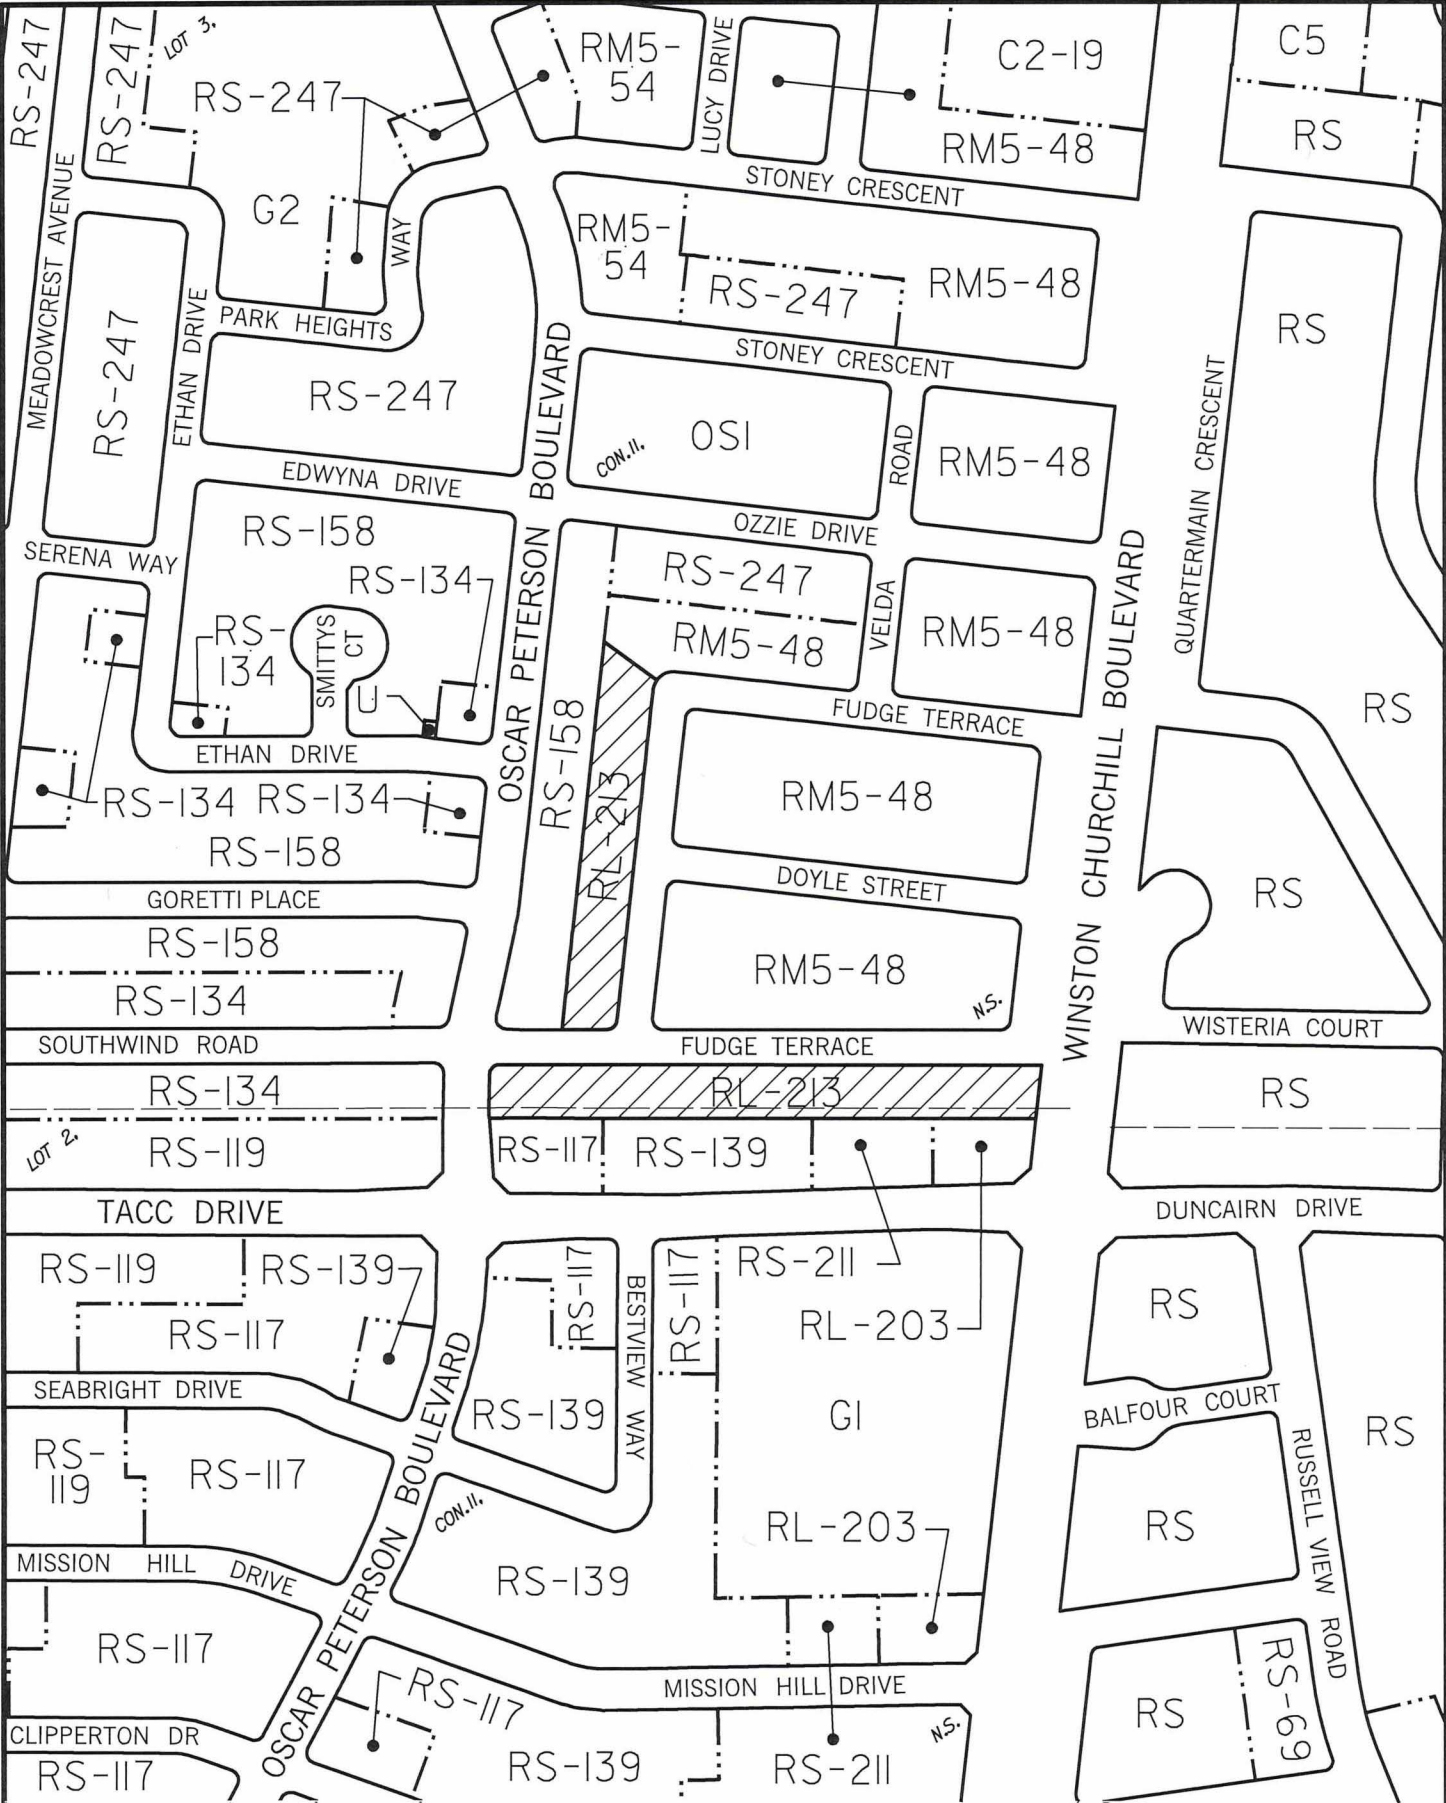 RS-247
RS-247
LOT 3.
RS-247
RM5-
54
LUCY DRIVE
C2-19
C5
RM5-48
RS
STONEY CRESCENT
MEADOWCREST AVENUE
G2
WAY
RM5-
54
RM5-48
RS-247
RS-247
ETHAN DRIVE
PARK HEIGHTS
STONEY CRESCENT
RS
RS-247
OSCAR PETERSON BOULEVARD
CON.II.
OS1
ROAD
RM5-48
QUARTERMAIN CRESCENT
EDWYNA DRIVE
OZZIE DRIVE
RS-158
SERENA WAY
RS-134
RS-247
VELDA
RM5-48
RS-
134
SMITTYS
CT
U
RM5-48
WINSTON CHURCHILL BOULEVARD
RS
FUDGE TERRACE
RS-158
RL-213
ETHAN DRIVE
RS-134
RS-134
RM5-48
RS-158
DOYLE STREET
GORETTI PLACE
RS
RS-158
RS-134
RM5-48
N.S.
WISTERIA COURT
SOUTHWIND ROAD
FUDGE TERRACE
RS-134
RL-213
RS
LOT 2.
RS-119
RS-117
RS-139
TACC DRIVE
DUNCAIRN DRIVE
RS-119
RS-139
RS-117
BESTVIEW WAY
RS-117
RS-211
RL-203
RS
RS-117
SEABRIGHT DRIVE
OSCAR PETERSON BOULEVARD
RS-139
G1
BALFOUR COURT
RS
RS-
119
RS-117
CON.II.
RL-203
RS
RUSSELL VIEW ROAD
MISSION HILL DRIVE
RS-139
RS-117
MISSION HILL DRIVE
RS-117
N.S.
RS
RS-69
CLIPPERTON DR
RS-117
RS-139
RS-211